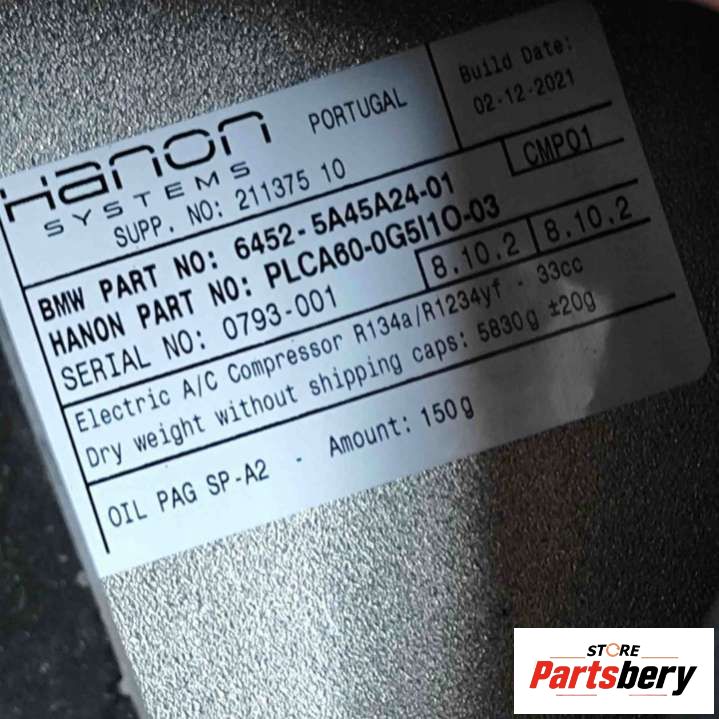 Hanon
SYSTEMS
PORTUGAL
Build Date:
02-12-2021
SUPP. NO: 211375 10
CMP01
BMW PART NO: 6452-5A45A24-01
HANON PART NO: PLCA60-0G5I1O-03
SERIAL NO: 0793-001
8.10.2 8.10.2
Electric A/C Compressor R134a/R1234yf - 33cc
Dry weight without shipping caps: 5830g ±20g
OIL PAG SP-A2 - Amount: 150g
STORE
Partsbery